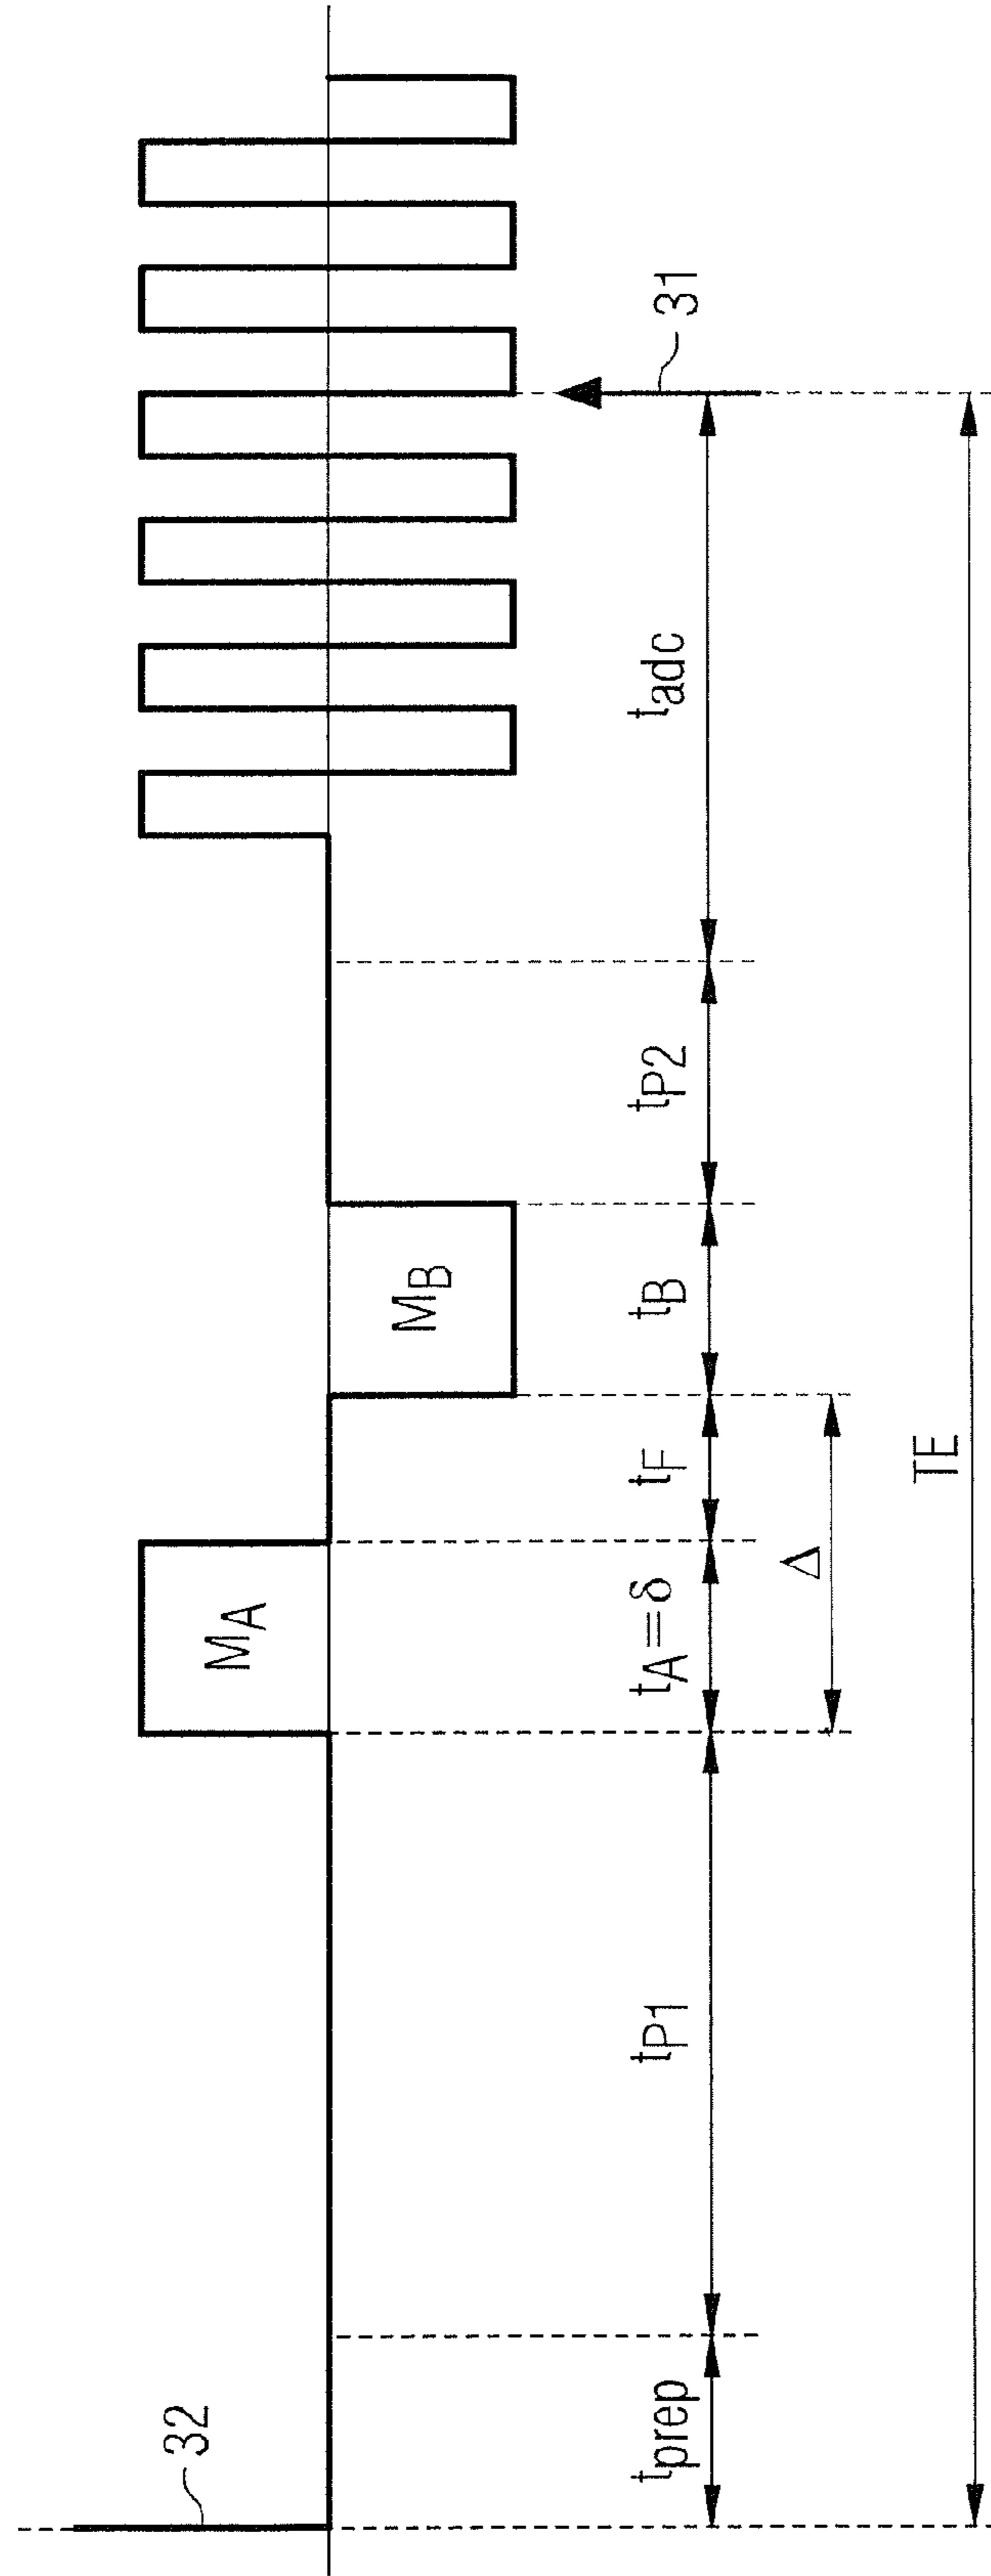 32
31
M_A
M_B
t_prep
t_P1
t_A=δ
t_F
t_B
t_P2
t_adc
Δ
TE